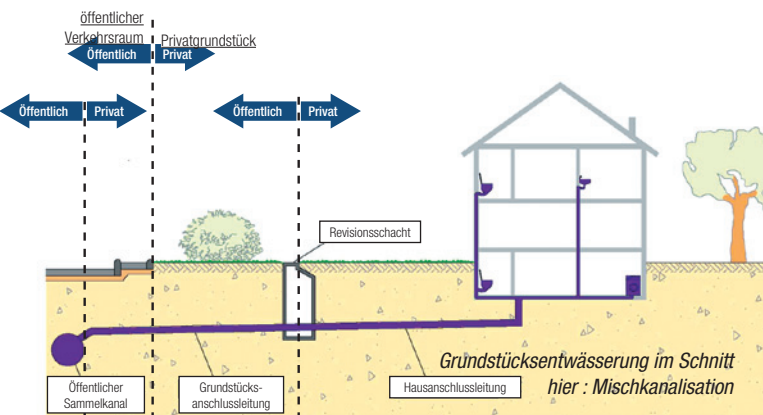 öffentlicher
Verkehrsraum Privatgrundstück
Öffentlich Privat
Öffentlich Privat
Öffentlich Privat
Revisionsschacht
Grundstücksentwässerung im Schnitt
hier : Mischkanalisation
Öffentlicher
Sammelkanal
Grundstücks-
anschlussleitung
Hausanschlussleitung